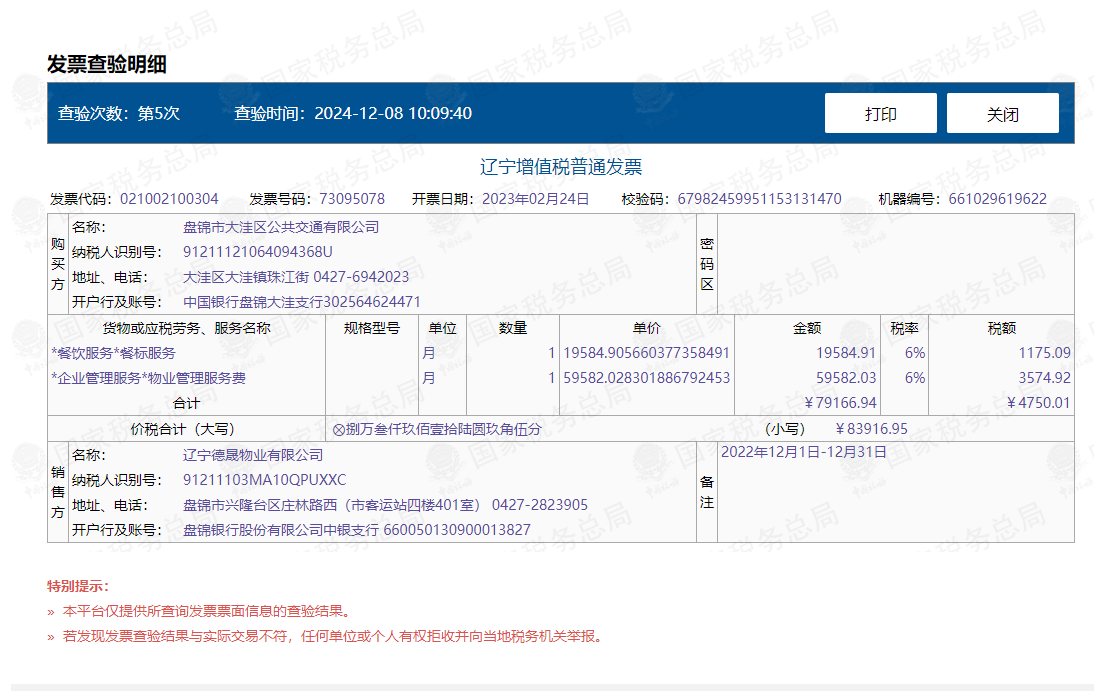 发票查验明细
查验次数：第5次 查验时间：2024-12-08 10:09:40 打印 关闭
辽宁增值税普通发票
发票代码：021002100304 发票号码：73095078 开票日期：2023年02月24日 校验码：67982459951153131470 机器编号：661029619622
购买方
名称： 盘锦市大洼区公共交通有限公司
纳税人识别号： 91211121064094368U
地址、电话： 大洼区大洼镇珠江街 0427-6942023
开户行及账号： 中国银行盘锦大洼支行302564624471
密码区
货物或应税劳务、服务名称 规格型号 单位 数量 单价 金额 税率 税额
*餐饮服务*餐标服务 月 1 19584.905660377358491 19584.91 6% 1175.09
*企业管理服务*物业管理服务费 月 1 59582.028301886792453 59582.03 6% 3574.92
合计 ￥79166.94 ￥4750.01
价税合计（大写） ⊗捌万叁仟玖佰壹拾陆圆玖角伍分 （小写） ￥83916.95
销售方
名称： 辽宁德晟物业有限公司
纳税人识别号： 91211103MA10QPUXXC
地址、电话： 盘锦市兴隆台区庄林路西（市客运站四楼401室） 0427-2823905
开户行及账号： 盘锦银行股份有限公司中银支行 660050130900013827
备注
2022年12月1日-12月31日
特别提示：
» 本平台仅提供所查询发票票面信息的查验结果。
» 若发现发票查验结果与实际交易不符，任何单位或个人有权拒收并向当地税务机关举报。
国家税务总局